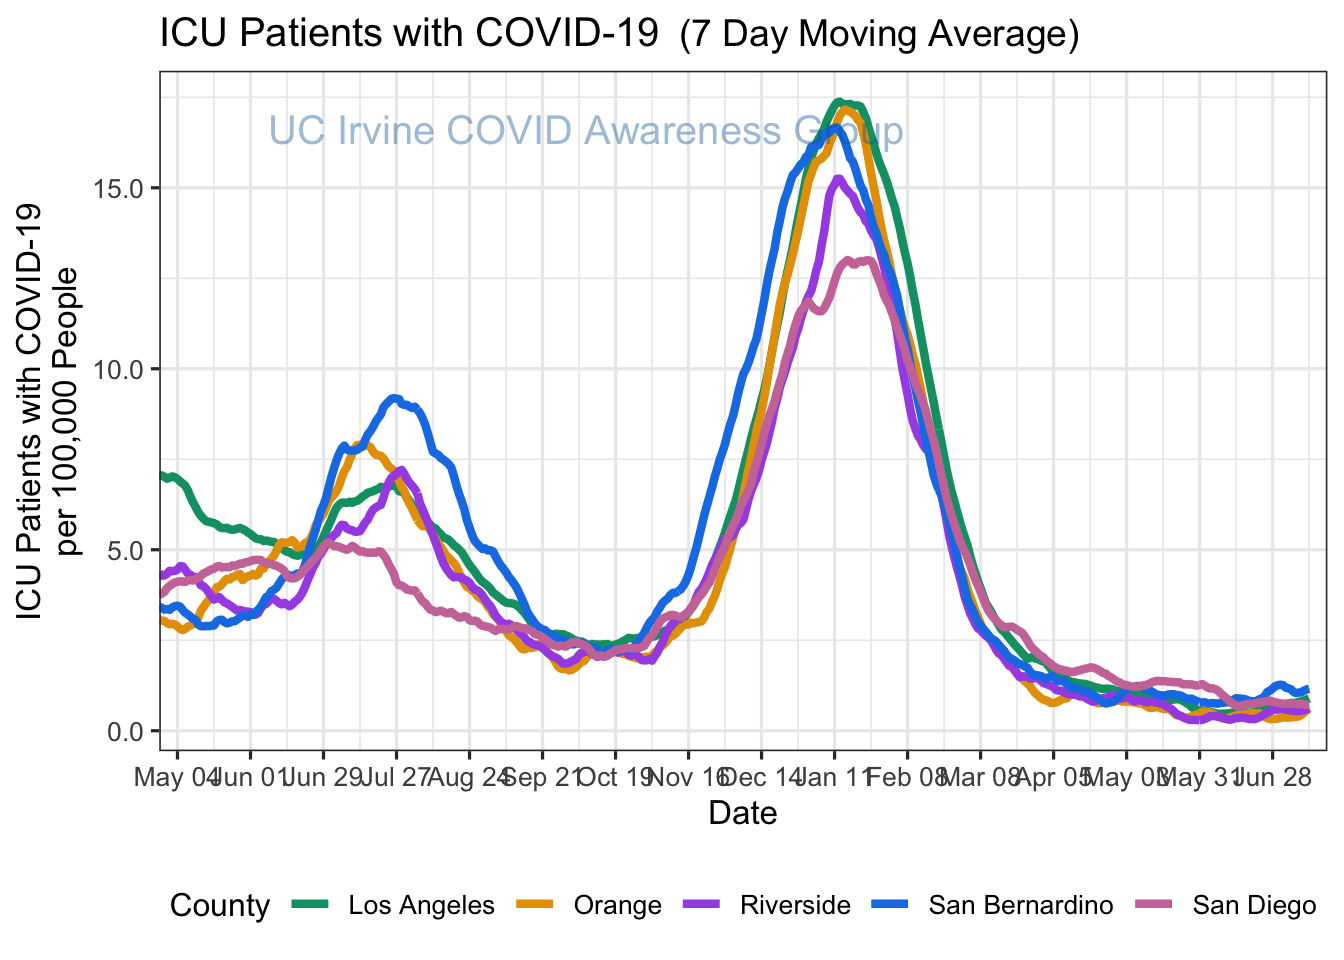 ICU Patients with COVID-19 (7 Day Moving Average)
UC Irvine COVID Awareness Group
ICU Patients with COVID-19
per 100,000 People
15.0
10.0
5.0
0.0
May 04 Jun 01 Jun 29 Jul 27 Aug 24 Sep 21 Oct 19 Nov 16 Dec 14 Jan 11 Feb 08 Mar 08 Apr 05 May 03 May 31 Jun 28
Date
County Los Angeles Orange Riverside San Bernardino San Diego